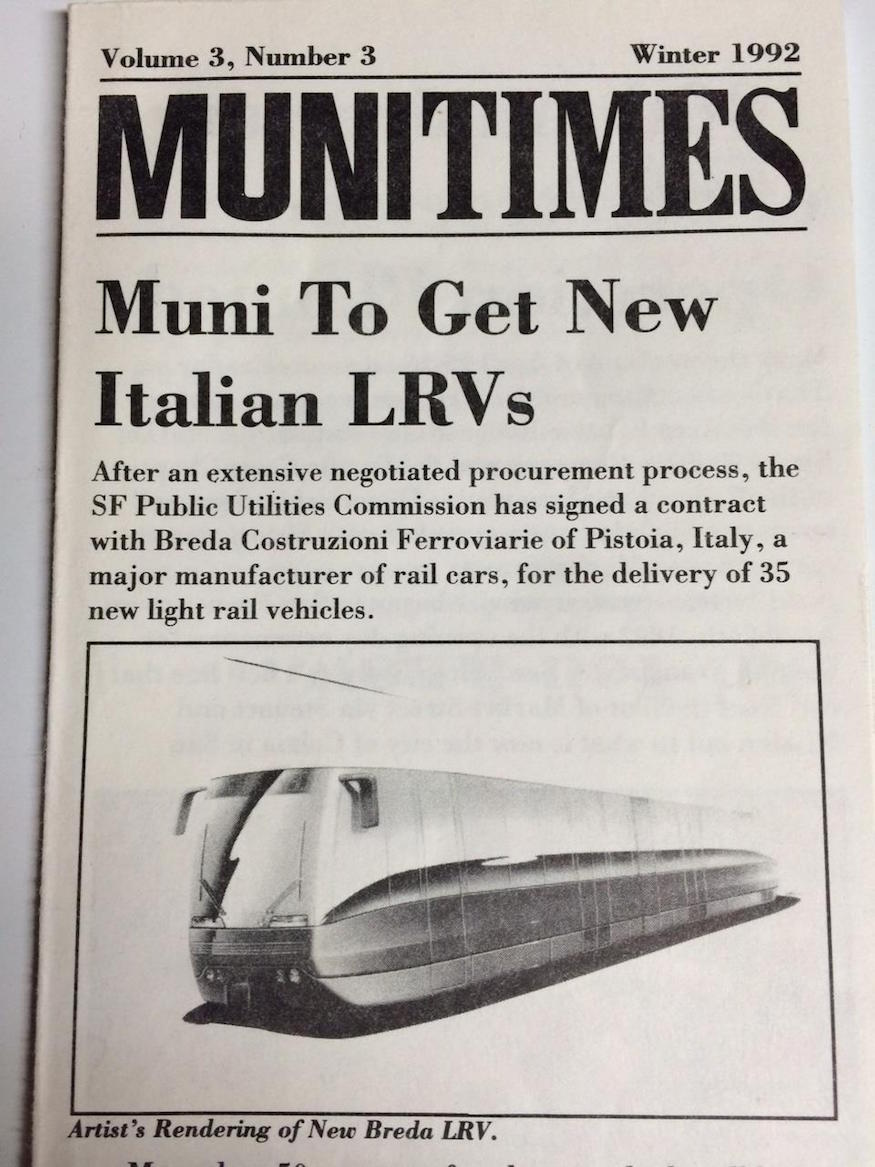 Volume 3, Number 3 Winter 1992
MUNITIMES
Muni To Get New
Italian LRVs
After an extensive negotiated procurement process, the
SF Public Utilities Commission has signed a contract
with Breda Costruzioni Ferroviarie of Pistoia, Italy, a
major manufacturer of rail cars, for the delivery of 35
new light rail vehicles.
Artist's Rendering of New Breda LRV.